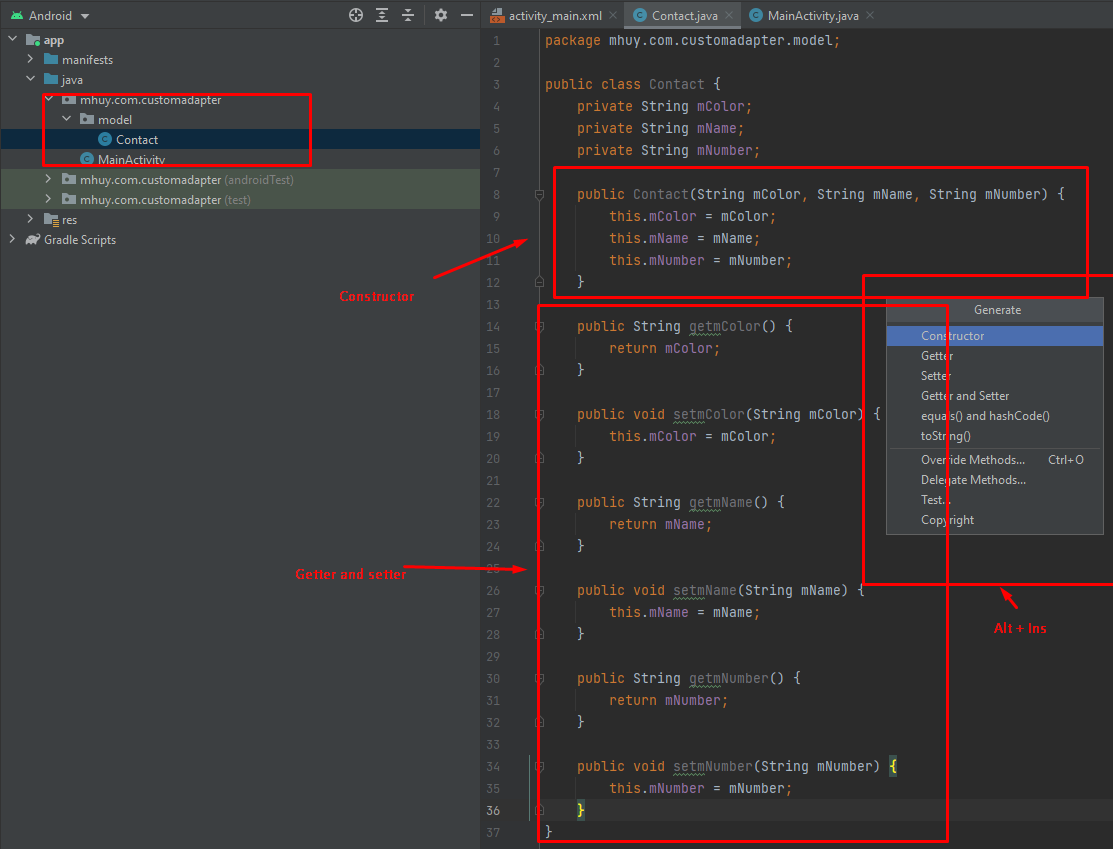 Android
app
manifests
java
mhuy.com.customadapter
model
Contact
MainActivity
mhuy.com.customadapter (androidTest)
mhuy.com.customadapter (test)
res
Gradle Scripts
activity_main.xml
Contact.java
MainActivity.java
1 package mhuy.com.customadapter.model;
2
3 public class Contact {
4 private String mColor;
5 private String mName;
6 private String mNumber;
7
8 public Contact(String mColor, String mName, String mNumber) {
9 this.mColor = mColor;
10 this.mName = mName;
11 this.mNumber = mNumber;
12 }
13
14 public String getmColor() {
15 return mColor;
16 }
17
18 public void setmColor(String mColor) {
19 this.mColor = mColor;
20 }
21
22 public String getmName() {
23 return mName;
24 }
25
26 public void setmName(String mName) {
27 this.mName = mName;
28 }
29
30 public String getmNumber() {
31 return mNumber;
32 }
33
34 public void setmNumber(String mNumber) {
35 this.mNumber = mNumber;
36 }
37 }
Constructor
Getter and setter
Generate
Constructor
Getter
Setter
Getter and Setter
equals() and hashCode()
toString()
Override Methods... Ctrl+O
Delegate Methods...
Test...
Copyright
Alt + Ins